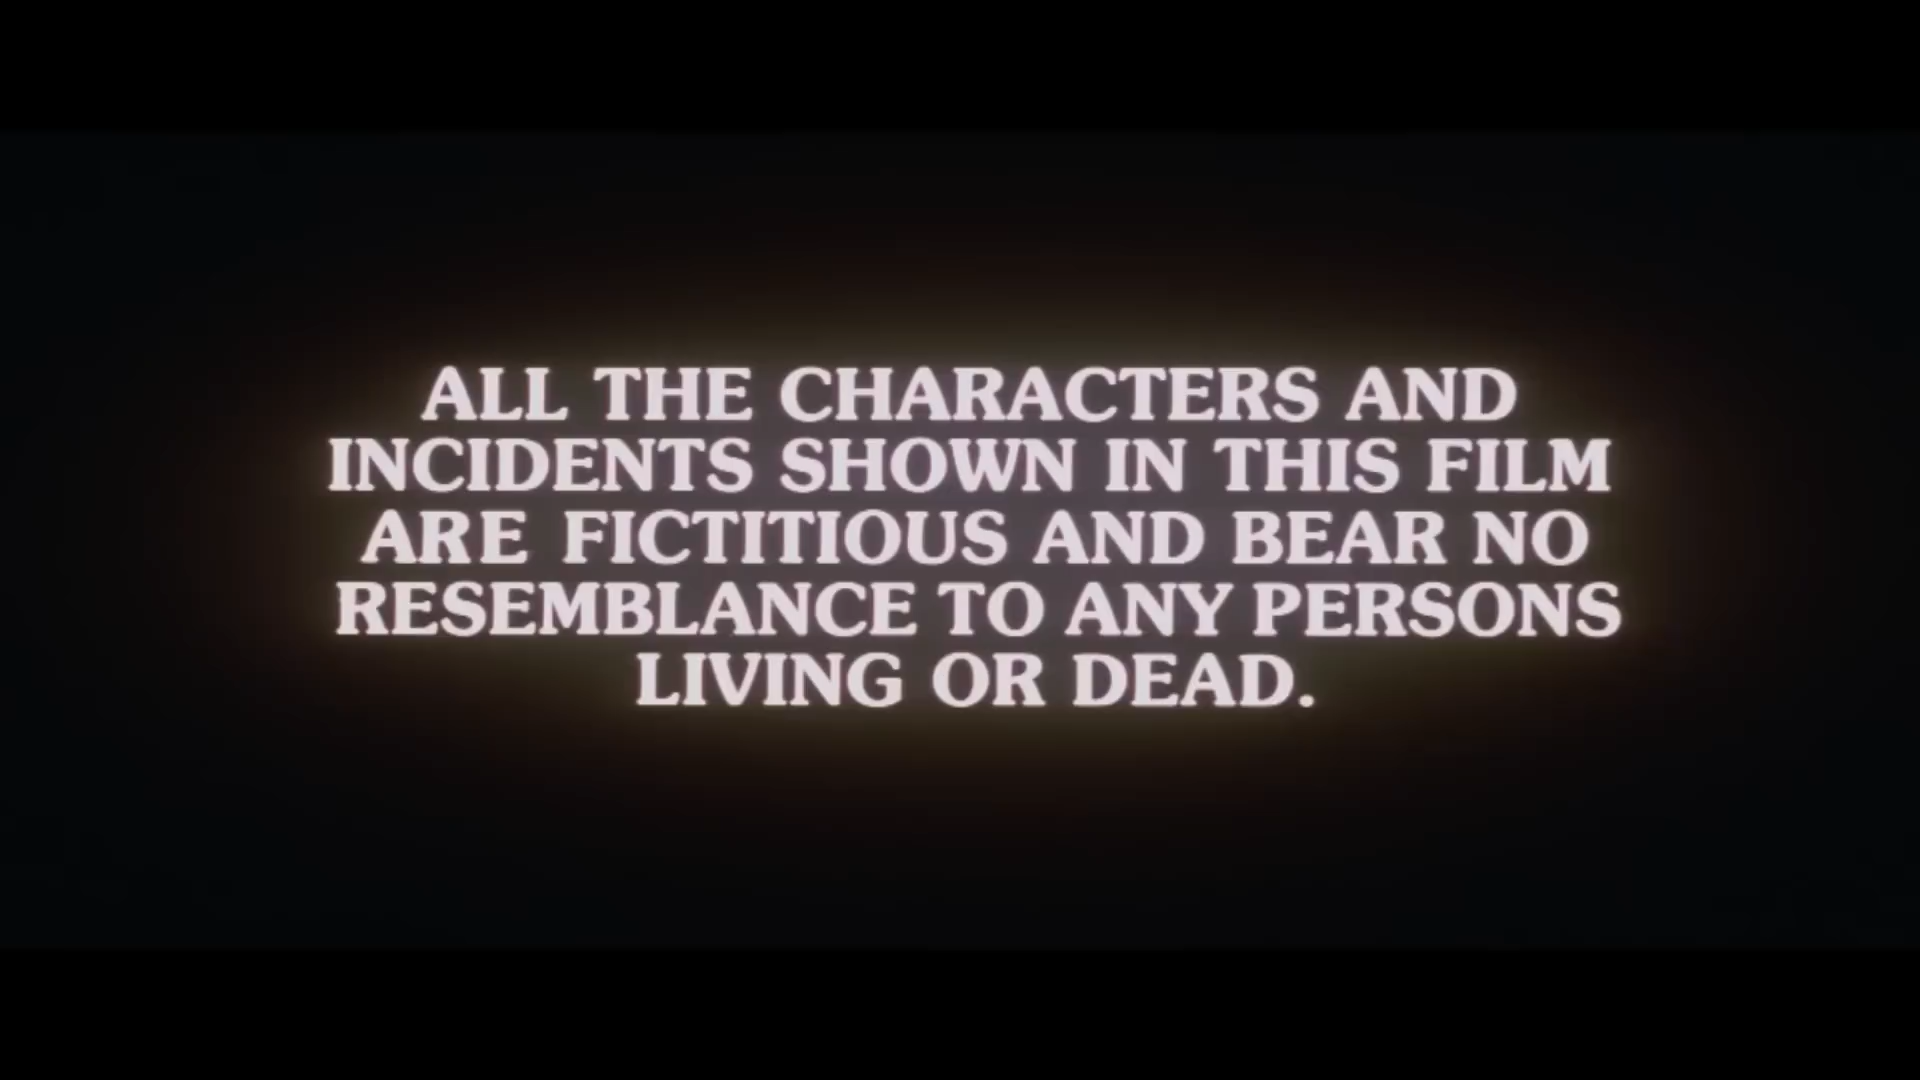 ALL THE CHARACTERS AND
INCIDENTS SHOWN IN THIS FILM
ARE FICTITIOUS AND BEAR NO
RESEMBLANCE TO ANY PERSONS
LIVING OR DEAD.